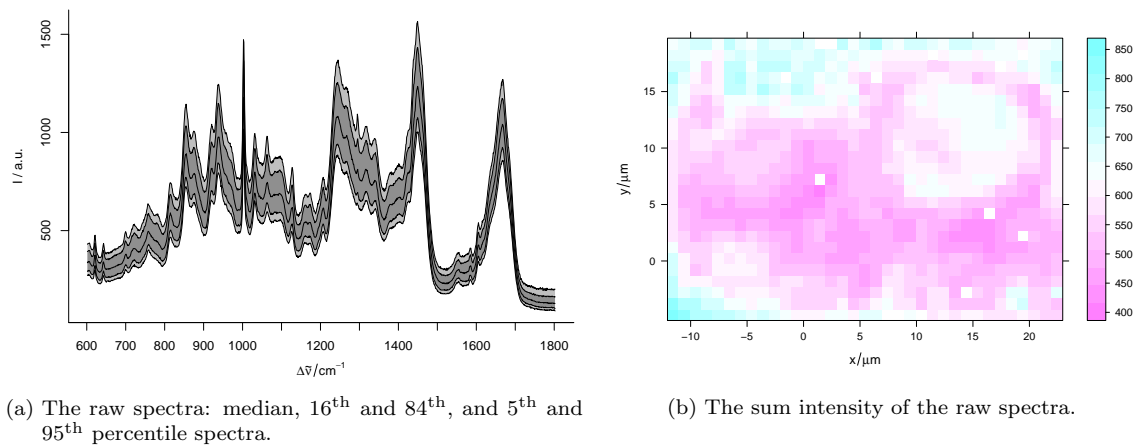 1500
1000
500
I / a.u.
600 700 800 900 1000 1200 1400 1600 1800
Δν̃/cm⁻¹
(a) The raw spectra: median, 16th and 84th, and 5th and
95th percentile spectra.
15
10
5
0
y/μm
−10 −5 0 5 10 15 20
x/μm
850
800
750
700
650
600
550
500
450
400
(b) The sum intensity of the raw spectra.